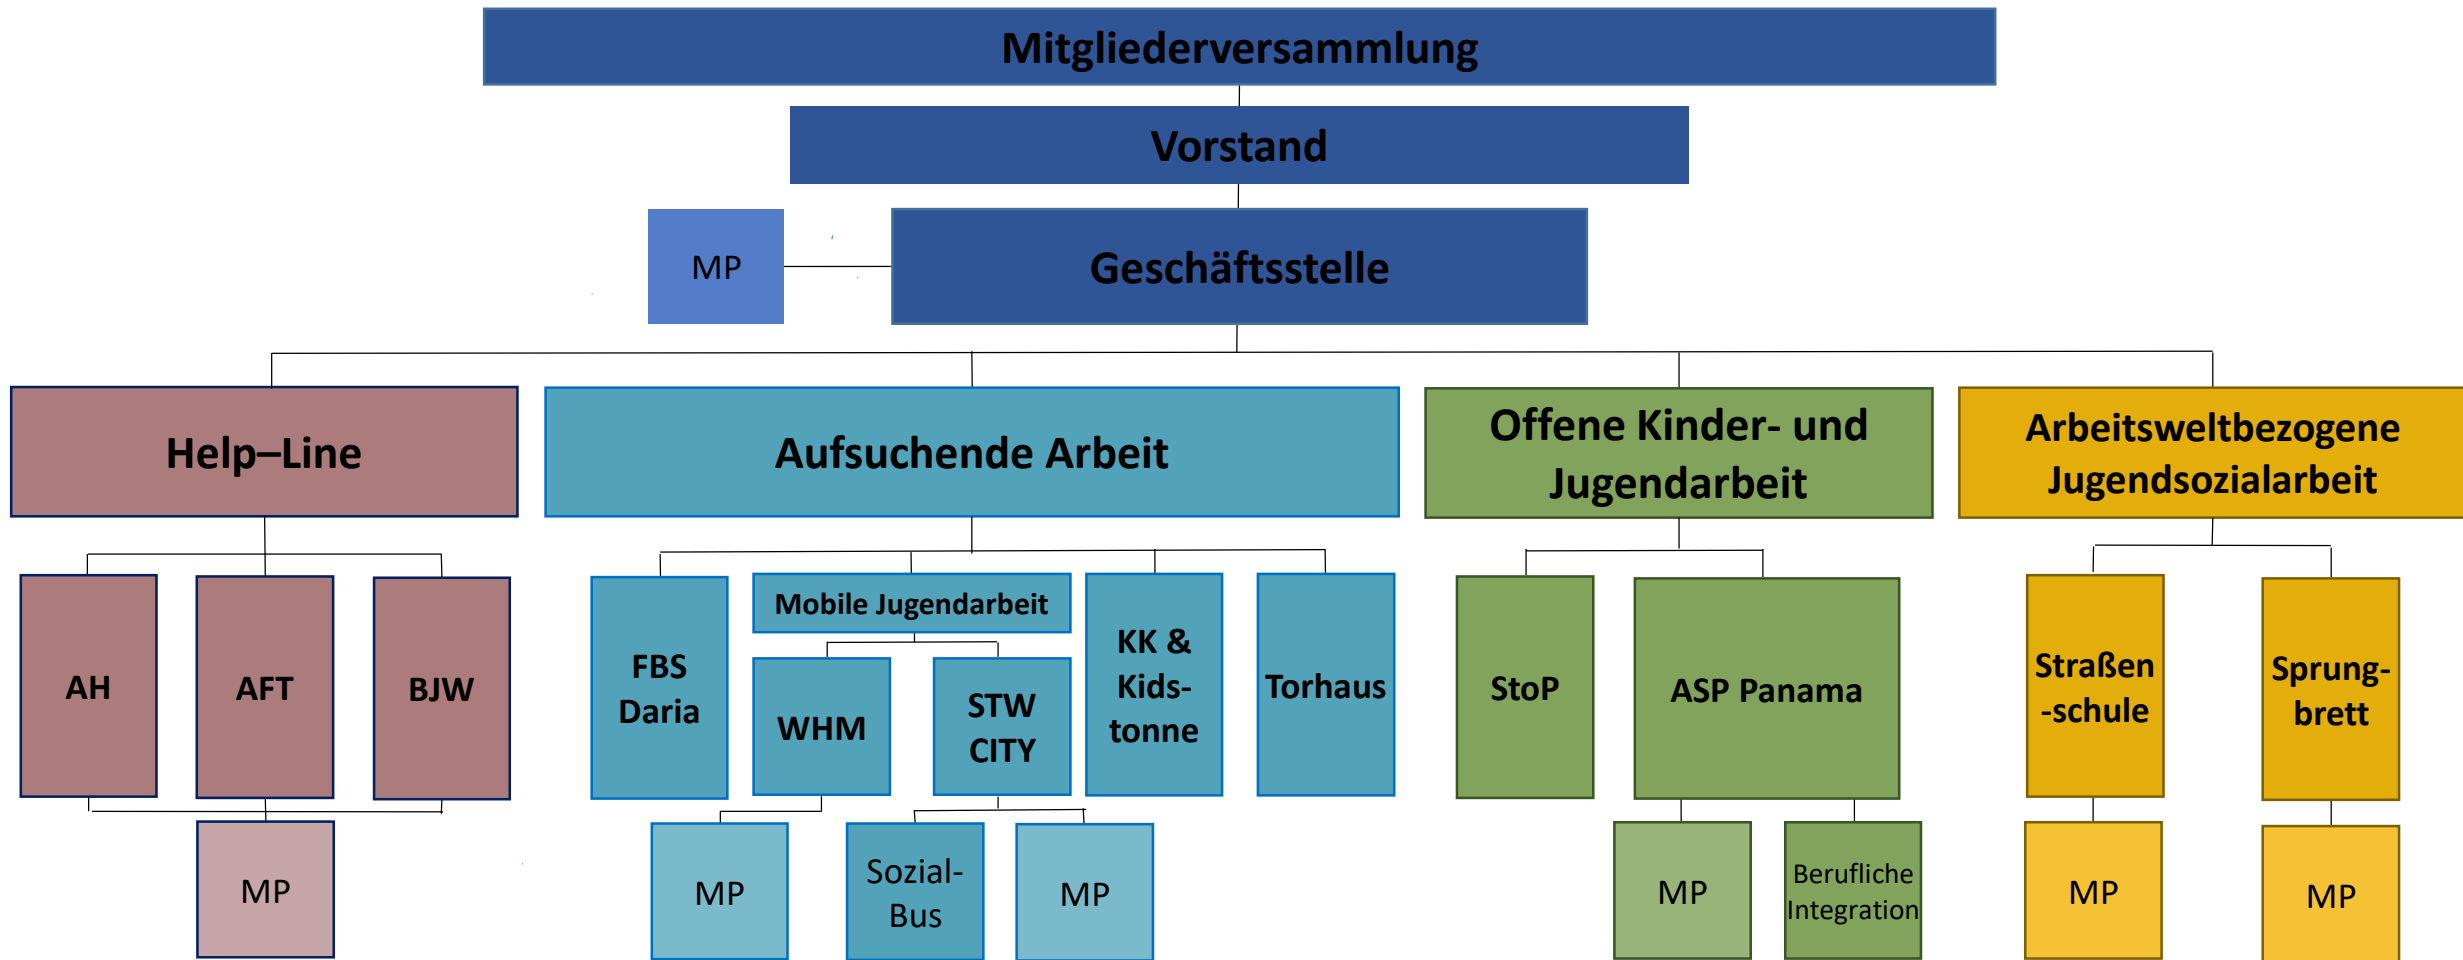 Mitgliederversammlung
Vorstand
MP
Geschäftsstelle
Help–Line
Aufsuchende Arbeit
Offene Kinder- und
Jugendarbeit
Arbeitsweltbezogene
Jugendsozialarbeit
AH
AFT
BJW
FBS
Daria
Mobile Jugendarbeit
WHM
STW
CITY
KK &
Kids-
tonne
Torhaus
StoP
ASP Panama
Straßen
-schule
Sprung-
brett
MP
MP
Sozial-
Bus
MP
MP
Berufliche
Integration
MP
MP